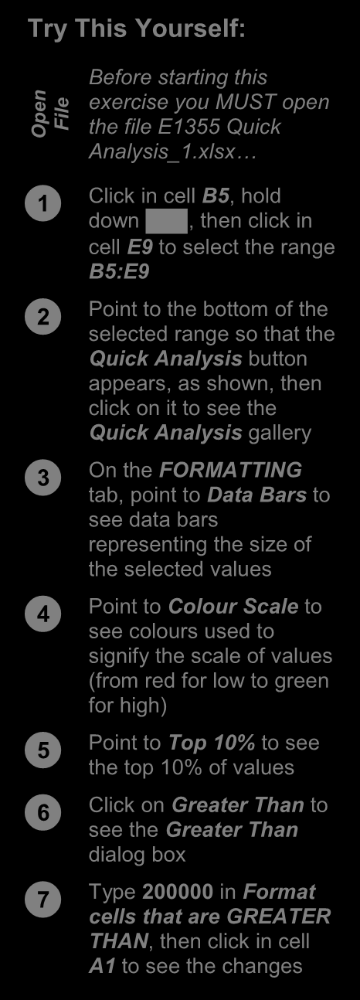 Try This Yourself:
Open
File
Before starting this
exercise you MUST open
the file E1355 Quick
Analysis_1.xlsx…
1
Click in cell B5, hold
down , then click in
cell E9 to select the range
B5:E9
2
Point to the bottom of the
selected range so that the
Quick Analysis button
appears, as shown, then
click on it to see the
Quick Analysis gallery
3
On the FORMATTING
tab, point to Data Bars to
see data bars
representing the size of
the selected values
4
Point to Colour Scale to
see colours used to
signify the scale of values
(from red for low to green
for high)
5
Point to Top 10% to see
the top 10% of values
6
Click on Greater Than to
see the Greater Than
dialog box
7
Type 200000 in Format
cells that are GREATER
THAN, then click in cell
A1 to see the changes